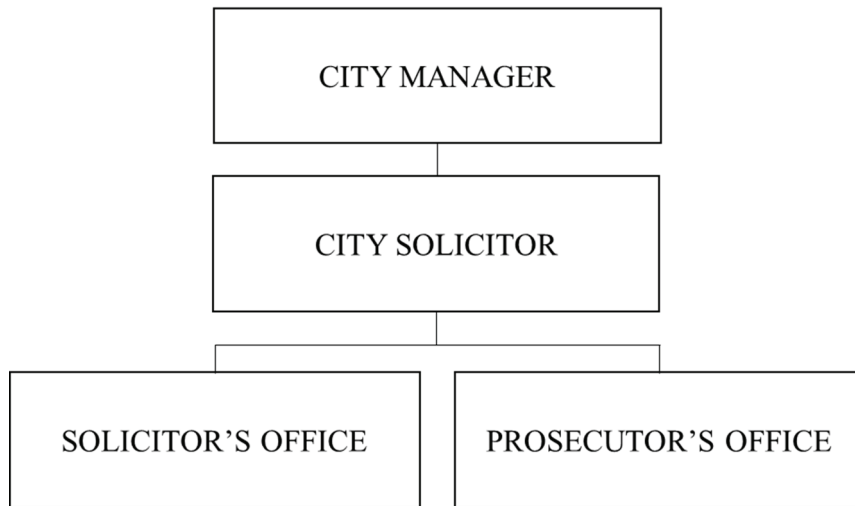 CITY MANAGER
CITY SOLICITOR
SOLICITOR’S OFFICE
PROSECUTOR’S OFFICE